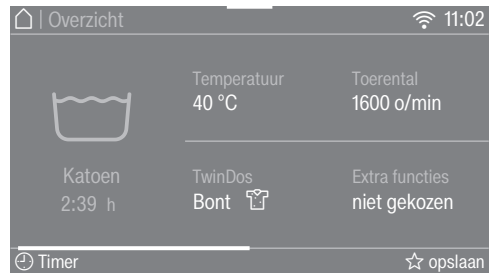 | Overzicht 11:02
Temperatuur
40 °C
Toerental
1600 o/min
Katoen
2:39 h
TwinDos
Bont
Extra functies
niet gekozen
Timer
opslaan